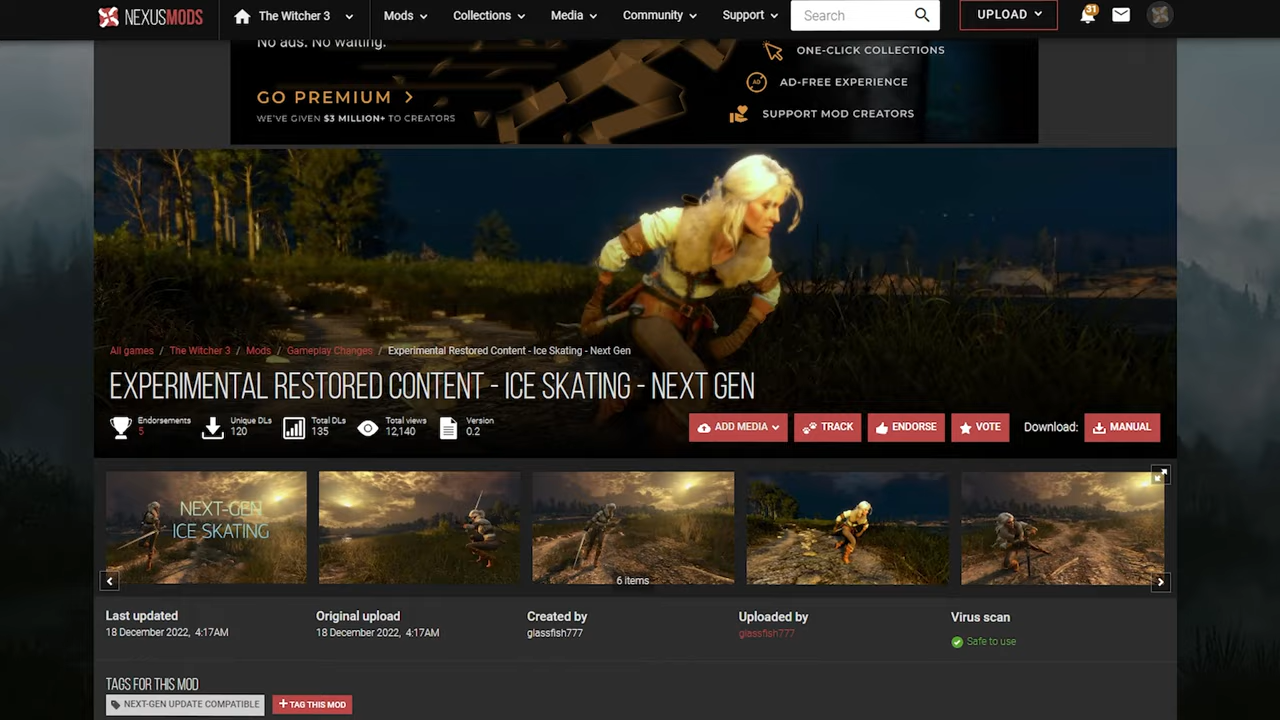 NEXUSMODS
The Witcher 3
Mods
Collections
Media
Community
Support
Search
UPLOAD
31
No ads. No waiting.
GO PREMIUM
WE'VE GIVEN $3 MILLION+ TO CREATORS
ONE-CLICK COLLECTIONS
AD
AD-FREE EXPERIENCE
SUPPORT MOD CREATORS
All games / The Witcher 3 / Mods / Gameplay Changes / Experimental Restored Content - Ice Skating - Next Gen
EXPERIMENTAL RESTORED CONTENT - ICE SKATING - NEXT GEN
Endorsements
5
Unique DLs
120
Total DLs
135
Total views
12,140
Version
0.2
ADD MEDIA
TRACK
ENDORSE
VOTE
Download:
MANUAL
NEXT-GEN
ICE SKATING
6 items
Last updated
18 December 2022, 4:17AM
Original upload
18 December 2022, 4:17AM
Created by
glassfish777
Uploaded by
glassfish777
Virus scan
Safe to use
TAGS FOR THIS MOD
NEXT-GEN UPDATE COMPATIBLE
+ TAG THIS MOD